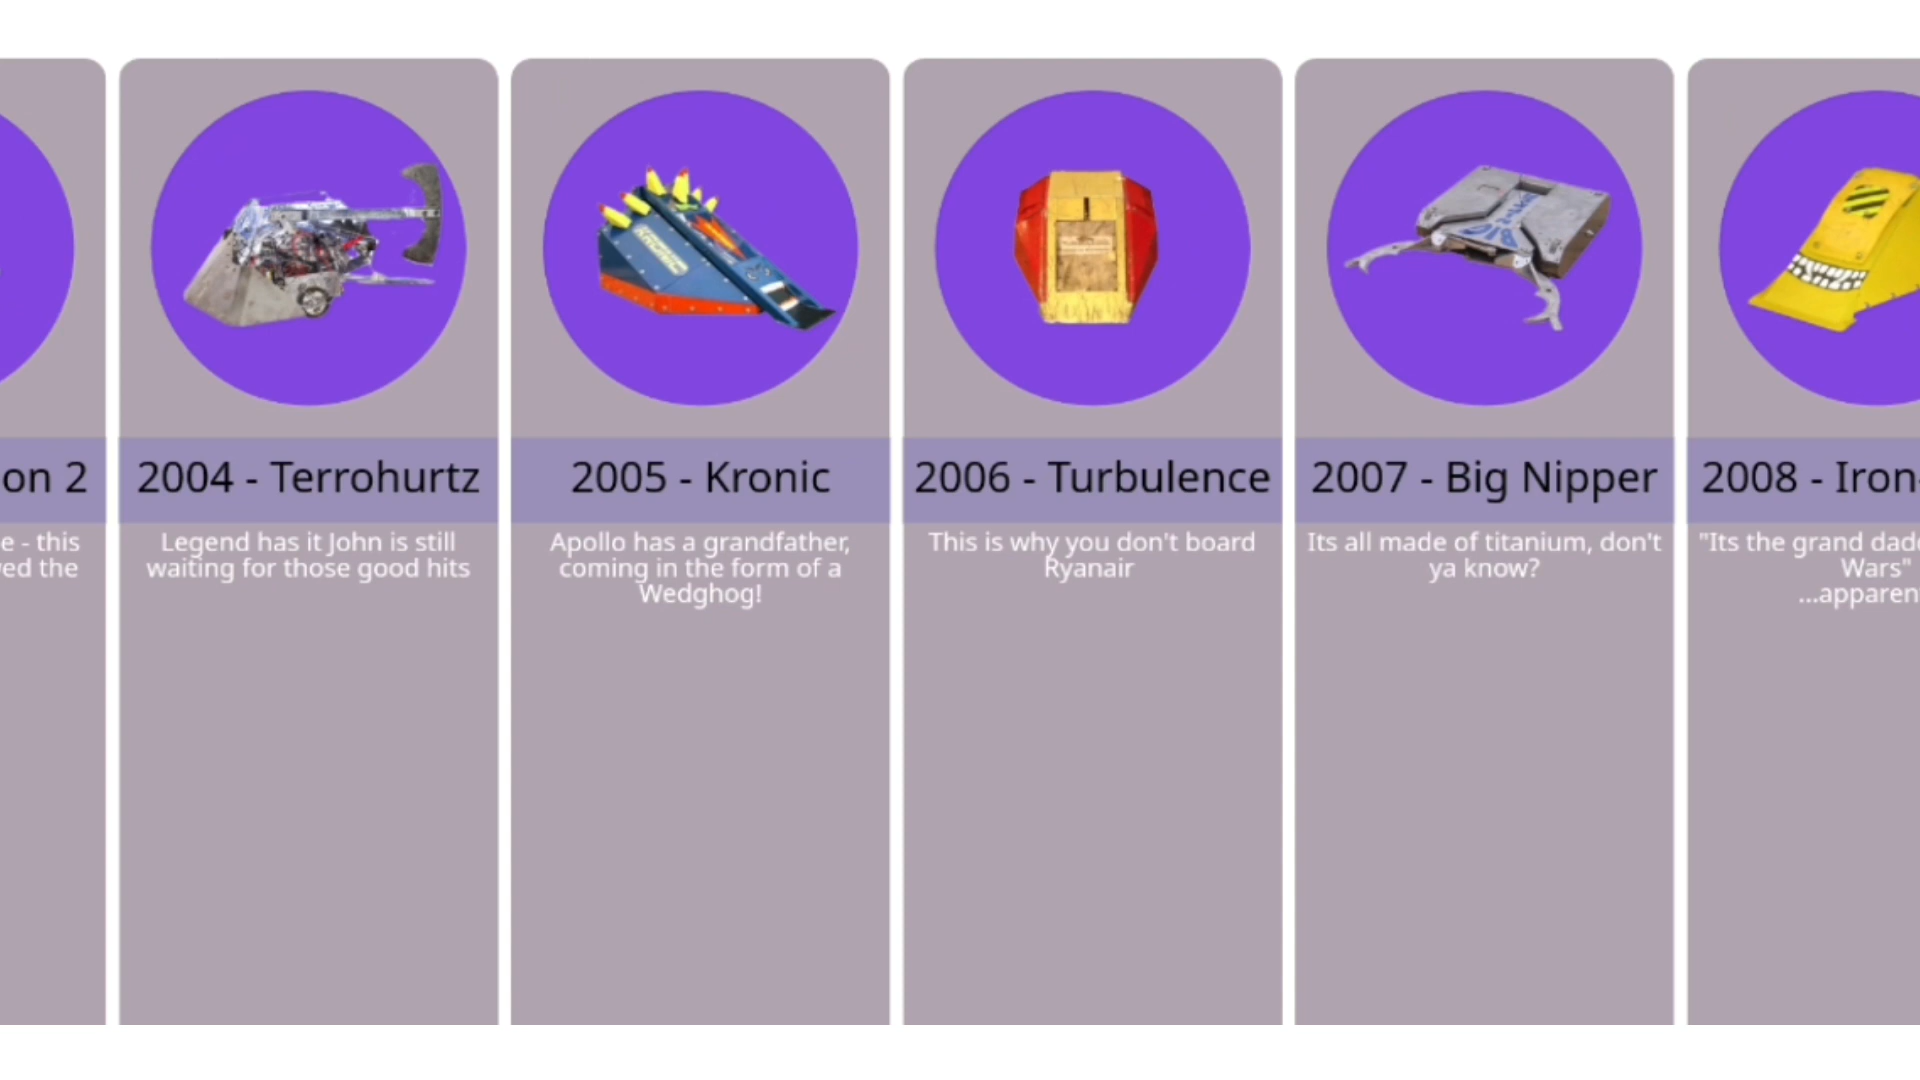 on 2
e - this
ved the
2004 - Terrohurtz
Legend has it John is still
waiting for those good hits
2005 - Kronic
Apollo has a grandfather,
coming in the form of a
Wedghog!
2006 - Turbulence
This is why you don't board
Ryanair
2007 - Big Nipper
Its all made of titanium, don't
ya know?
2008 - Iron
"Its the grand dad
Wars"
...apparen